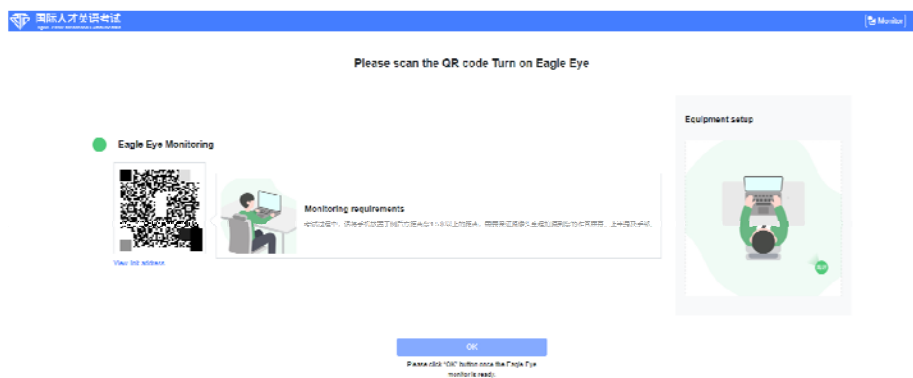 国际人才英语考试
Monitor
Please scan the QR code Turn on Eagle Eye
Equipment setup
Eagle Eye Monitoring
Monitoring requirements
View link address
OK
Please click "OK" button once the Eagle Eye
monitor is ready.